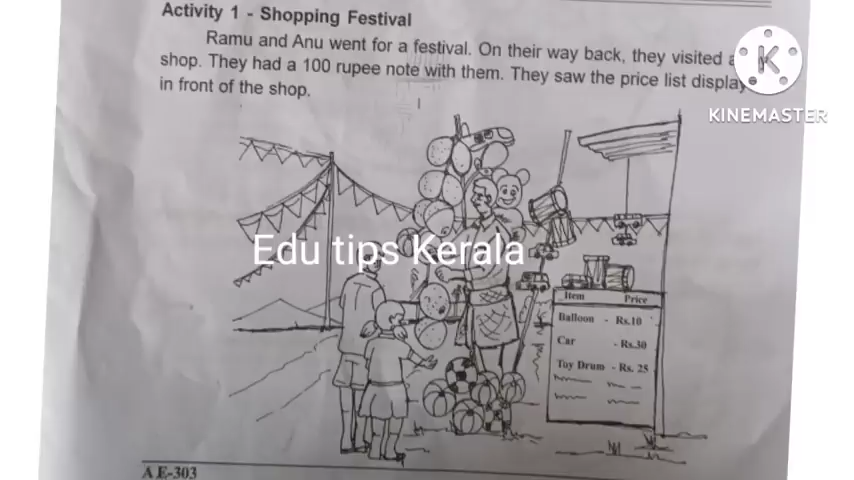 Activity 1 - Shopping Festival
Ramu and Anu went for a festival. On their way back, they visited a
shop. They had a 100 rupee note with them. They saw the price list display
in front of the shop.
K
KINEMASTER
Edu tips Kerala
Item Price
Balloon - Rs.10
Car - Rs.30
Toy Drum - Rs. 25
A E-303